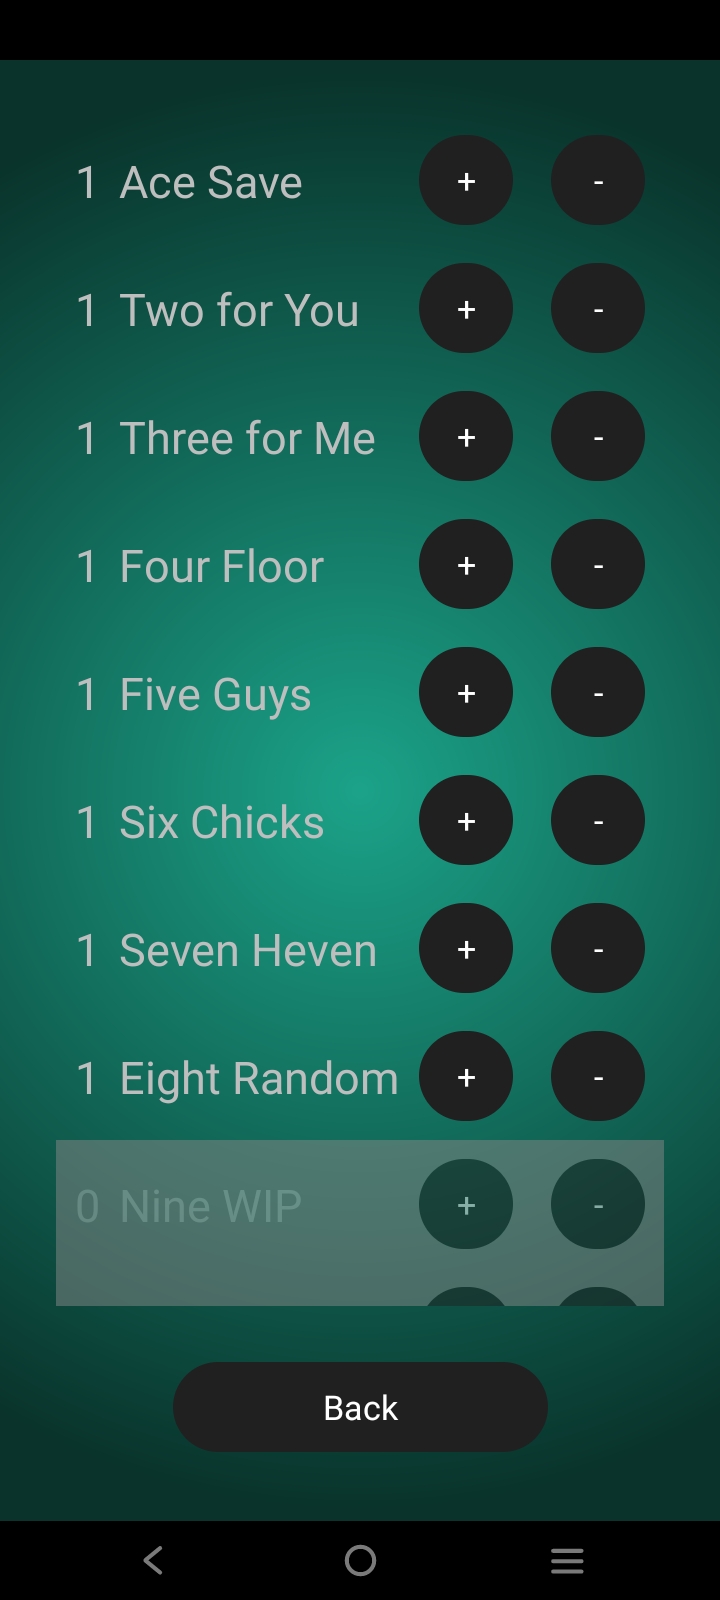 1 Ace Save + -
1 Two for You + -
1 Three for Me + -
1 Four Floor + -
1 Five Guys + -
1 Six Chicks + -
1 Seven Heven + -
1 Eight Random + -
0 Nine WIP + -
Back